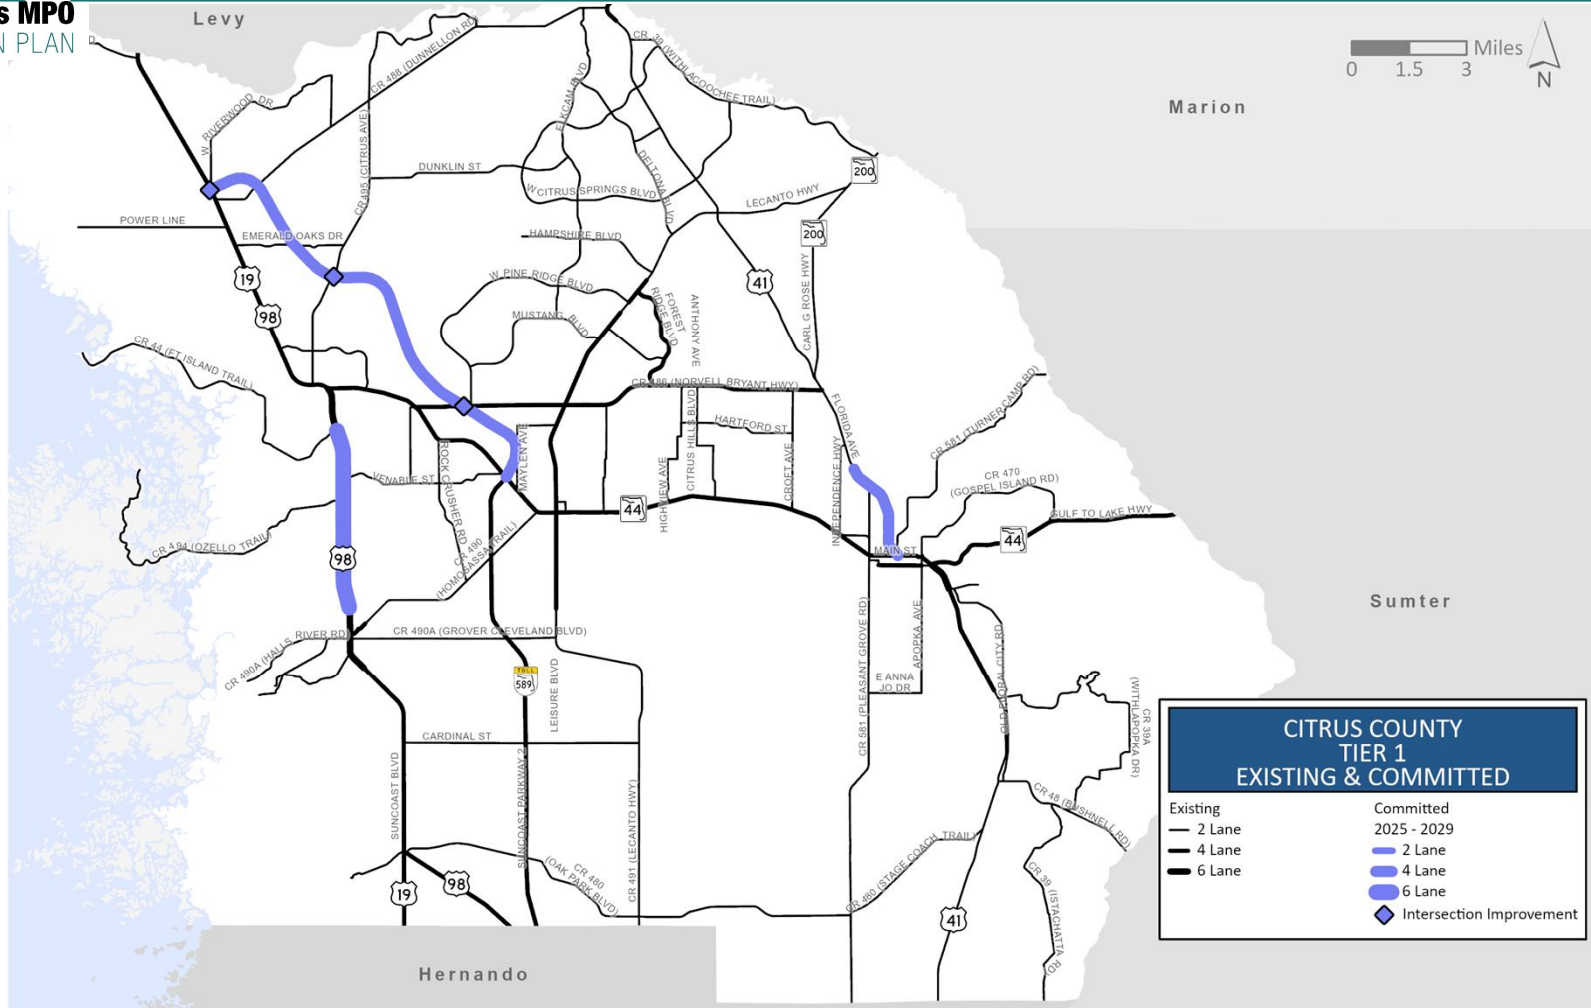 s MPO
N PLAN
Levy
Marion
Sumter
Hernando
Miles
0 1.5 3
N
CR 39 (WITHLACOOCHEE TRAIL)
CR 488 (DUNNELLON RD)
W RIVERWOOD DR
CR 495 (CITRUS AVE)
ELKCAM BLVD
DUNKLIN ST
DELTONA BLVD
W CITRUS SPRINGS BLVD
LECANTO HWY
200
200
POWER LINE
EMERALD OAKS DR
HAMPSHIRE BLVD
19
98
W PINE RIDGE BLVD
MUSTANG BLVD
FOREST
RIDGE BLVD
ANTHONY AVE
41
CARL G ROSE HWY
CR 44 (FT ISLAND TRAIL)
CR 486 (NORVELL BRYANT HWY)
FLORIDA AVE
CR 581 (TURNER CAMP RD)
CITRUS HILLS BLVD
HARTFORD ST
CROFT AVE
INDEPENDENCE HWY
HIGHVIEW AVE
MAYLEN AVE
ROCK CRUSHER RD
VENABLE ST
CR 470
(GOSPEL ISLAND RD)
GULF TO LAKE HWY
44
44
MAIN ST
CR 494 (OZELLO TRAIL)
98
CR 490
(HOMOSASSA TRAIL)
CR 490A (HALLS
RIVER RD)
CR 490A (GROVER CLEVELAND BLVD)
TOLL
589
LEISURE BLVD
CR 581 (PLEASANT GROVE RD)
APOPKA AVE
E ANNA
JO DR
OLD FLORAL CITY RD
CR 39A
(WITHLAPOPKA DR)
CARDINAL ST
SUNCOAST BLVD
SUNCOAST PARKWAY 2
CR 491 (LECANTO HWY)
CR 48 (BUSHNELL RD)
CR 480 (STAGE COACH TRAIL)
CR 480
(OAK PARK BLVD)
CR 39 (ISTACHATTA RD)
19
98
41
CITRUS COUNTY
TIER 1
EXISTING & COMMITTED
Existing
2 Lane
4 Lane
6 Lane
Committed
2025 - 2029
2 Lane
4 Lane
6 Lane
Intersection Improvement